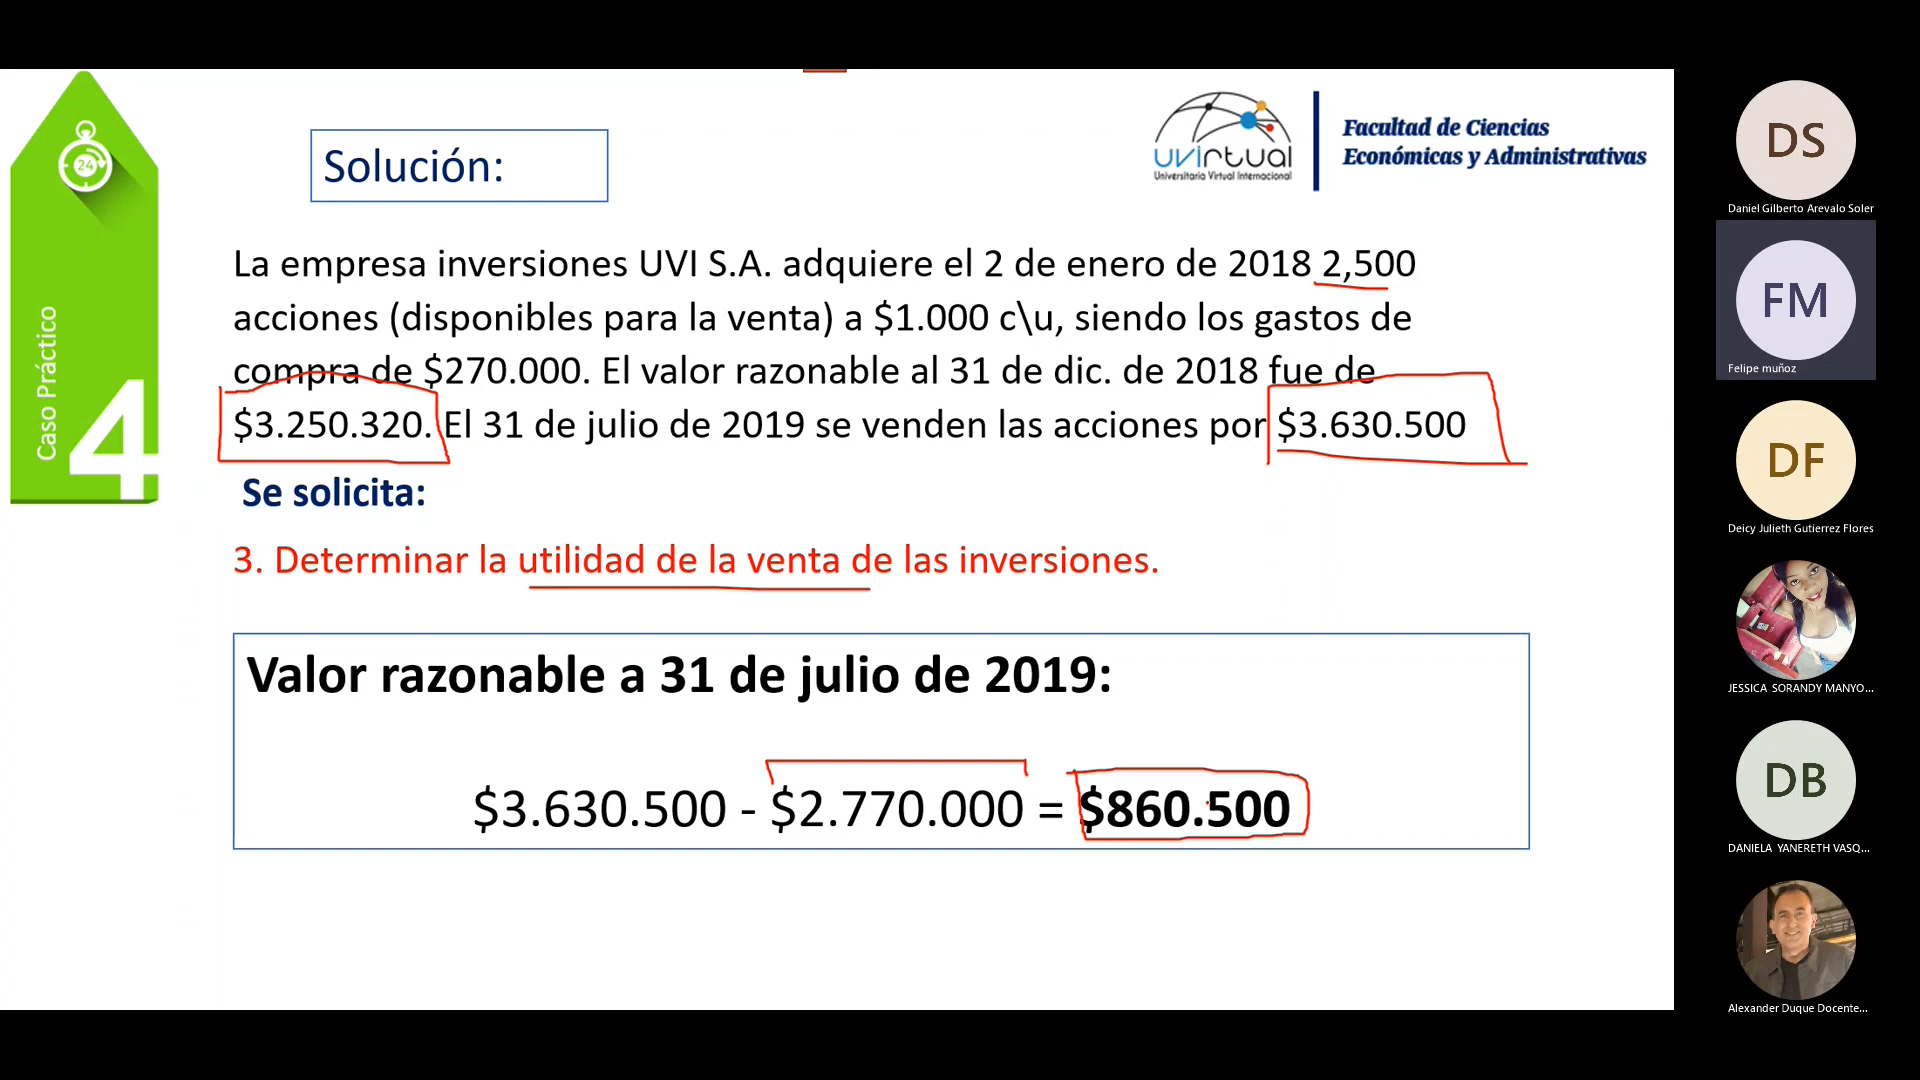 24
Caso Práctico
4
Solución:
uvirtual
Universitaria Virtual Internacional
Facultad de Ciencias
Económicas y Administrativas
La empresa inversiones UVI S.A. adquiere el 2 de enero de 2018 2,500
acciones (disponibles para la venta) a $1.000 c\u, siendo los gastos de
compra de $270.000. El valor razonable al 31 de dic. de 2018 fue de
$3.250.320. El 31 de julio de 2019 se venden las acciones por $3.630.500
Se solicita:
3. Determinar la utilidad de la venta de las inversiones.
Valor razonable a 31 de julio de 2019:
$3.630.500 - $2.770.000 = $860.500
DS
Daniel Gilberto Arevalo Soler
FM
Felipe muñoz
DF
Deicy Julieth Gutierrez Flores
JESSICA SORANDY MANYO...
DB
DANIELA YANERETH VASQ...
Alexander Duque Docente...